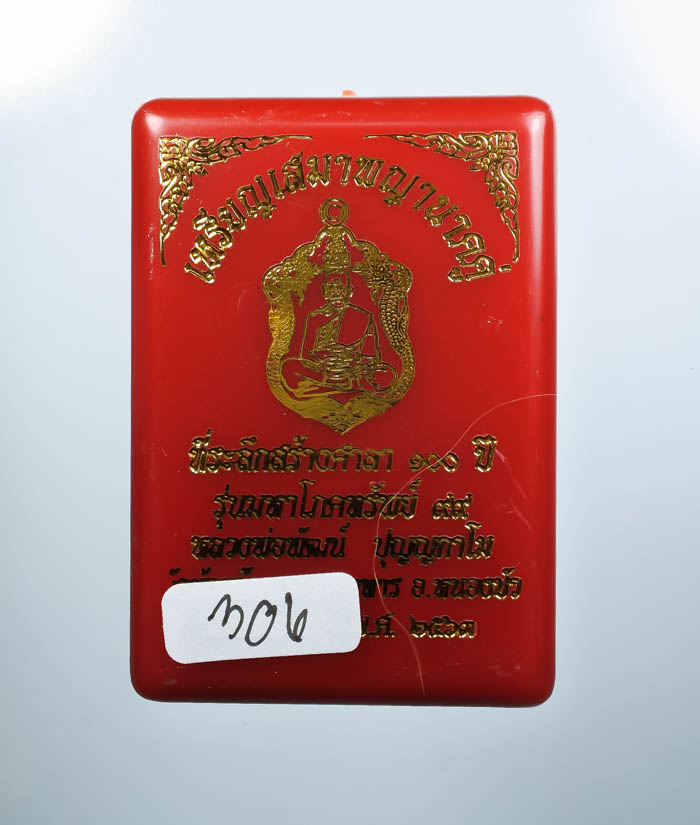 เหรียญเสมาพญานาคคู่
ที่ระลึกสร้างศาลา ๑๐๐ ปี
รุ่นมหาโภคทรัพย์ ๙๙
หลวงพ่อพัฒน์ ปุญฺญกาโม
อ.หนองบัว
พ.ศ. ๒๕๖๓
306